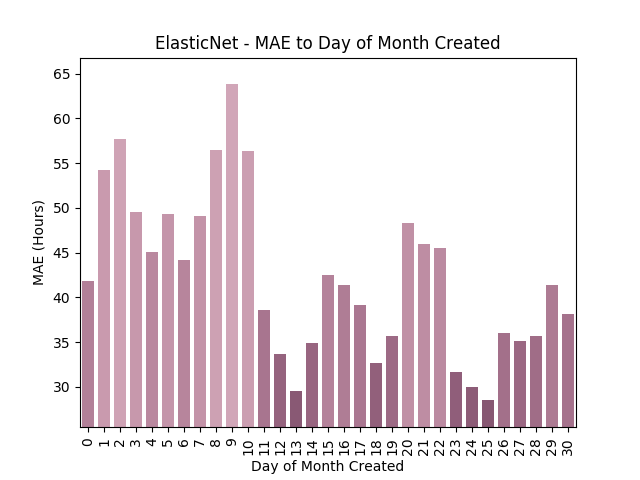 ElasticNet - MAE to Day of Month Created
MAE (Hours)
65
60
55
50
45
40
35
30
0 1 2 3 4 5 6 7 8 9 10 11 12 13 14 15 16 17 18 19 20 21 22 23 24 25 26 27 28 29 30
Day of Month Created